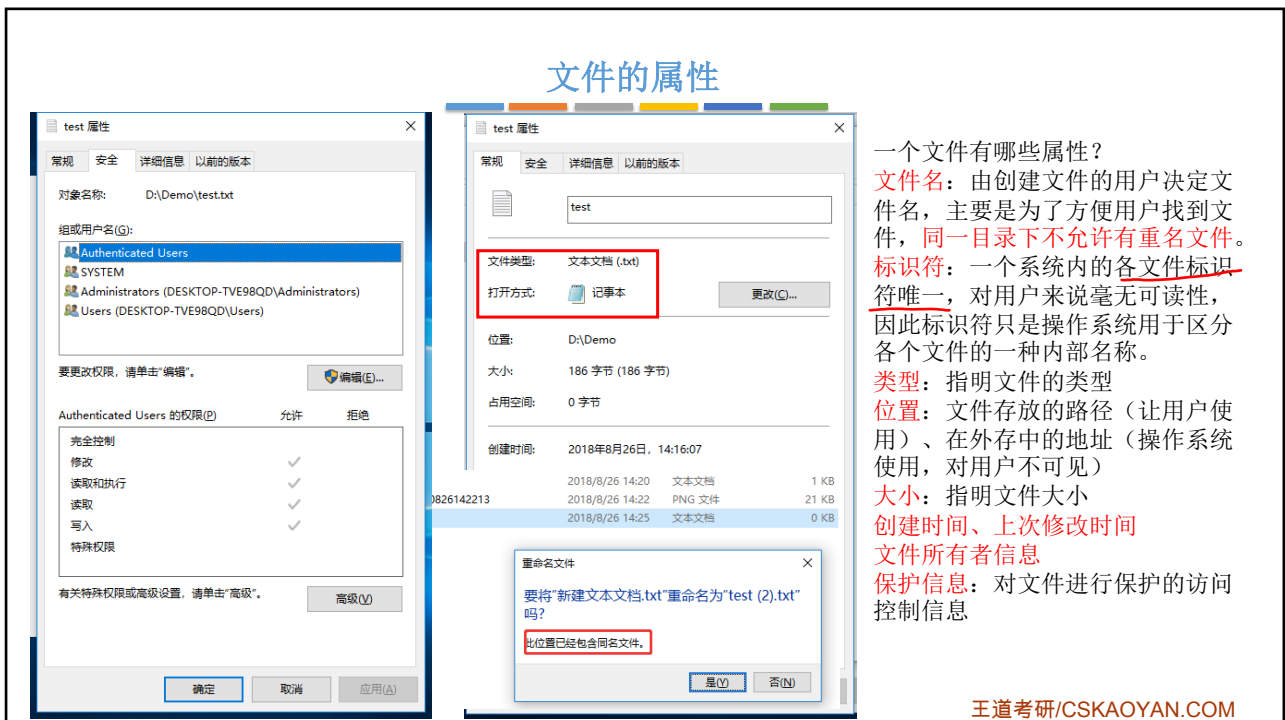 文件的属性
test 属性
常规 安全 详细信息 以前的版本
对象名称: D:\Demo\test.txt
组或用户名(G):
Authenticated Users
SYSTEM
Administrators (DESKTOP-TVE98QD\Administrators)
Users (DESKTOP-TVE98QD\Users)
要更改权限，请单击"编辑"。
编辑(E)...
Authenticated Users 的权限(P) 允许 拒绝
完全控制
修改
读取和执行
读取
写入
特殊权限
有关特殊权限或高级设置，请单击"高级"。
高级(V)
确定 取消 应用(A)
test 属性
常规 安全 详细信息 以前的版本
test
文件类型: 文本文档 (.txt)
打开方式: 记事本 更改(C)...
位置: D:\Demo
大小: 186 字节 (186 字节)
占用空间: 0 字节
创建时间: 2018年8月26日，14:16:07
2018/8/26 14:20 文本文档 1 KB
0826142213 2018/8/26 14:22 PNG 文件 21 KB
2018/8/26 14:25 文本文档 0 KB
重命名文件
要将"新建文本文档.txt"重命名为"test (2).txt"
吗?
此位置已经包含同名文件。
是(Y) 否(N)
一个文件有哪些属性？
文件名：由创建文件的用户决定文
件名，主要是为了方便用户找到文
件，同一目录下不允许有重名文件。
标识符：一个系统内的各文件标识
符唯一，对用户来说毫无可读性，
因此标识符只是操作系统用于区分
各个文件的一种内部名称。
类型：指明文件的类型
位置：文件存放的路径（让用户使
用）、在外存中的地址（操作系统
使用，对用户不可见）
大小：指明文件大小
创建时间、上次修改时间
文件所有者信息
保护信息：对文件进行保护的访问
控制信息
王道考研/CSKAOYAN.COM